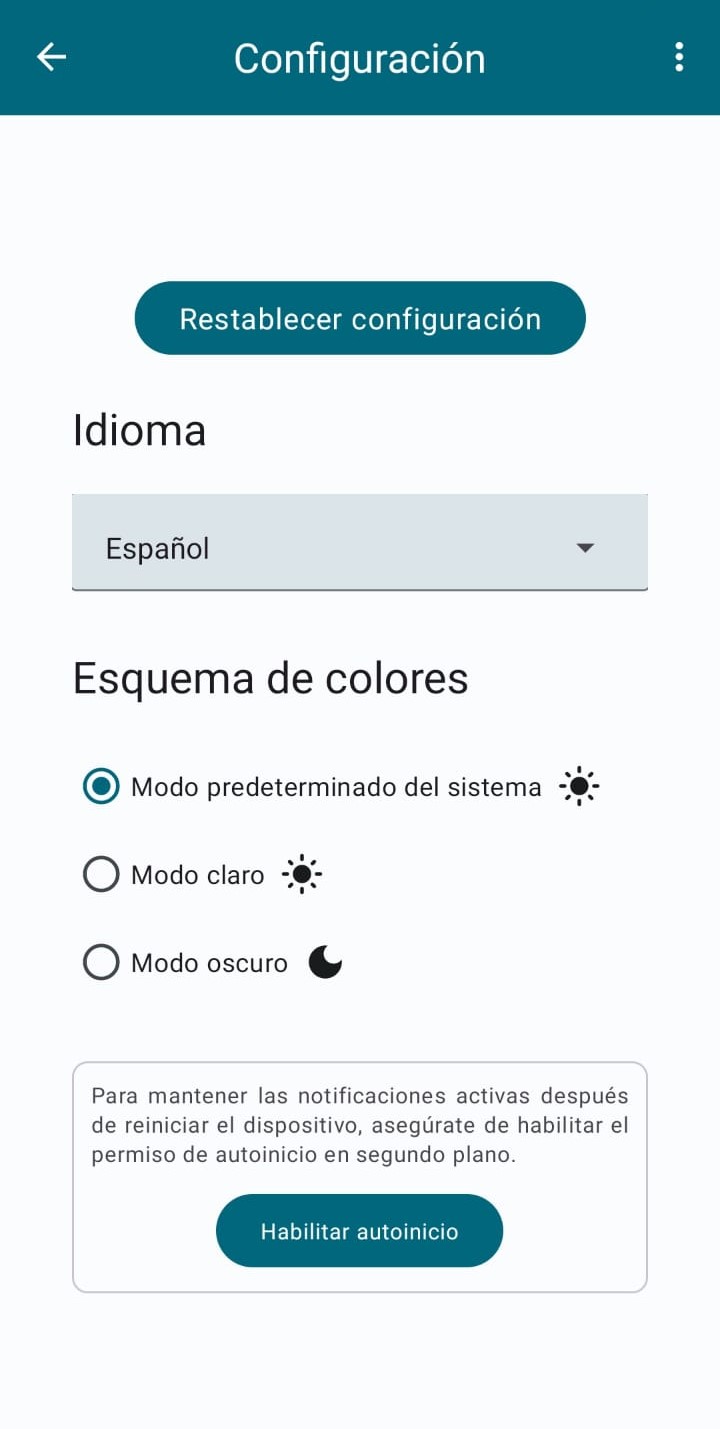 Configuración
Restablecer configuración
Idioma
Español
Esquema de colores
Modo predeterminado del sistema
Modo claro
Modo oscuro
Para mantener las notificaciones activas después
de reiniciar el dispositivo, asegúrate de habilitar el
permiso de autoinicio en segundo plano.
Habilitar autoinicio